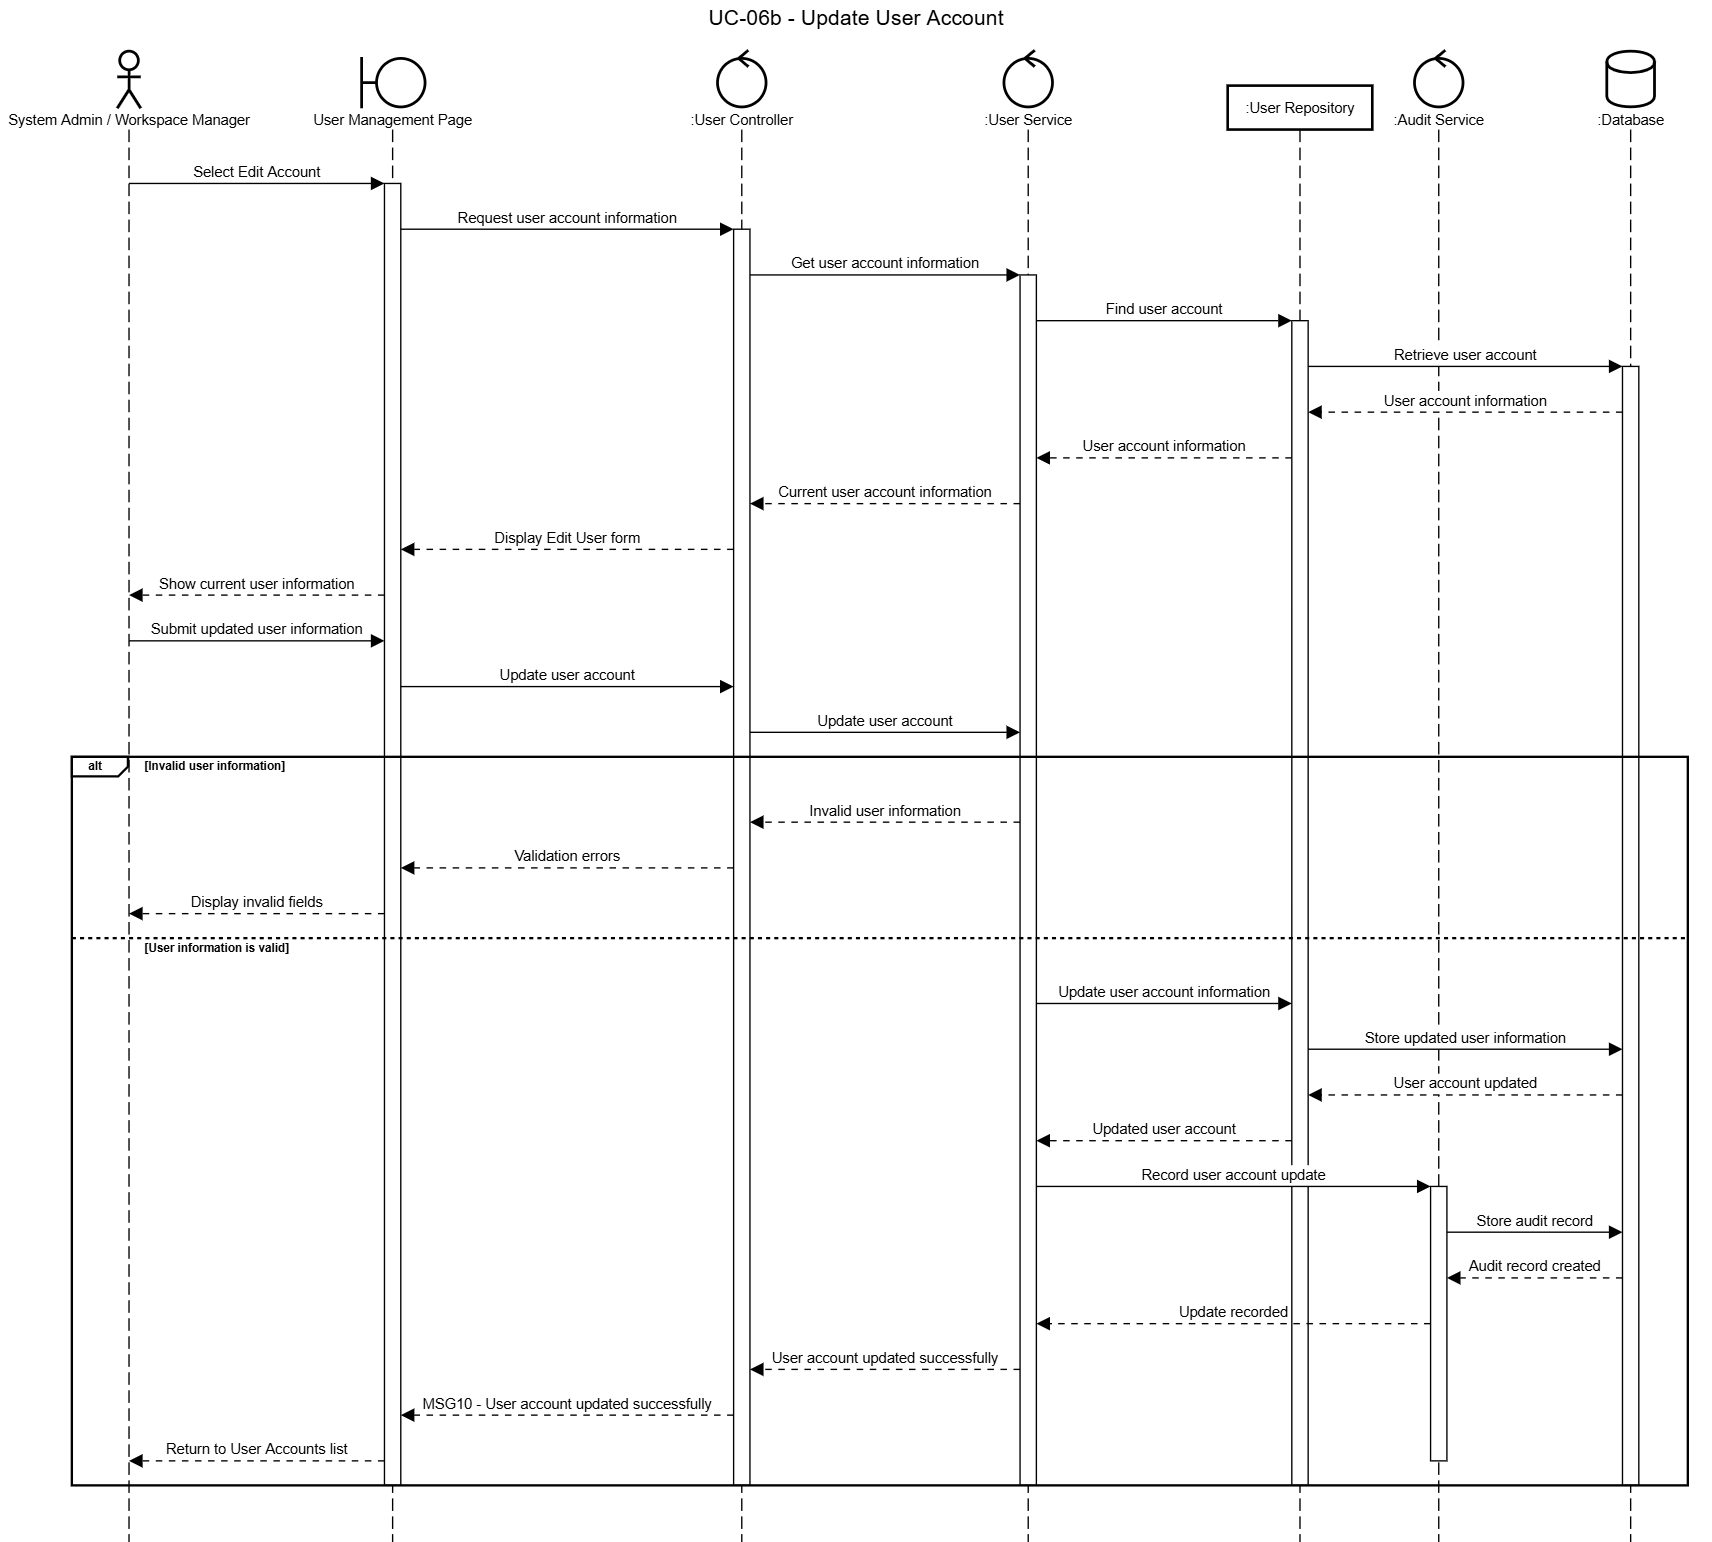 UC-06b - Update User Account
System Admin / Workspace Manager
User Management Page
:User Controller
:User Service
:User Repository
:Audit Service
:Database
Select Edit Account
Request user account information
Get user account information
Find user account
Retrieve user account
User account information
User account information
Current user account information
Display Edit User form
Show current user information
Submit updated user information
Update user account
Update user account
alt
[Invalid user information]
Invalid user information
Validation errors
Display invalid fields
[User information is valid]
Update user account information
Store updated user information
User account updated
Updated user account
Record user account update
Store audit record
Audit record created
Update recorded
User account updated successfully
MSG10 - User account updated successfully
Return to User Accounts list